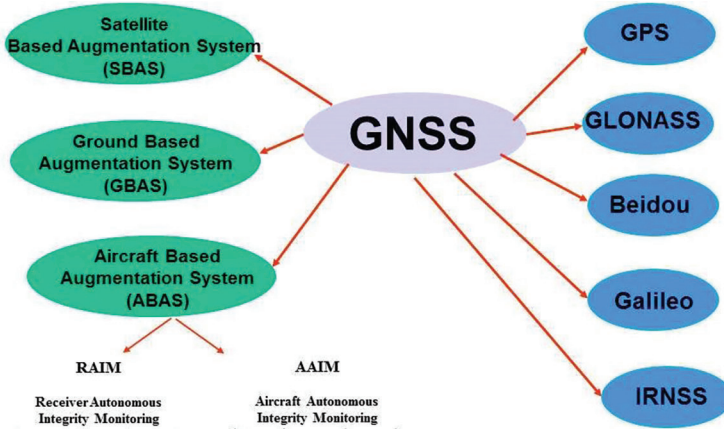 Satellite
Based Augmentation System
(SBAS)
Ground Based
Augmentation System
(GBAS)
Aircraft Based
Augmentation System
(ABAS)
RAIM
Receiver Autonomous
Integrity Monitoring
AAIM
Aircraft Autonomous
Integrity Monitoring
GNSS
GPS
GLONASS
Beidou
Galileo
IRNSS